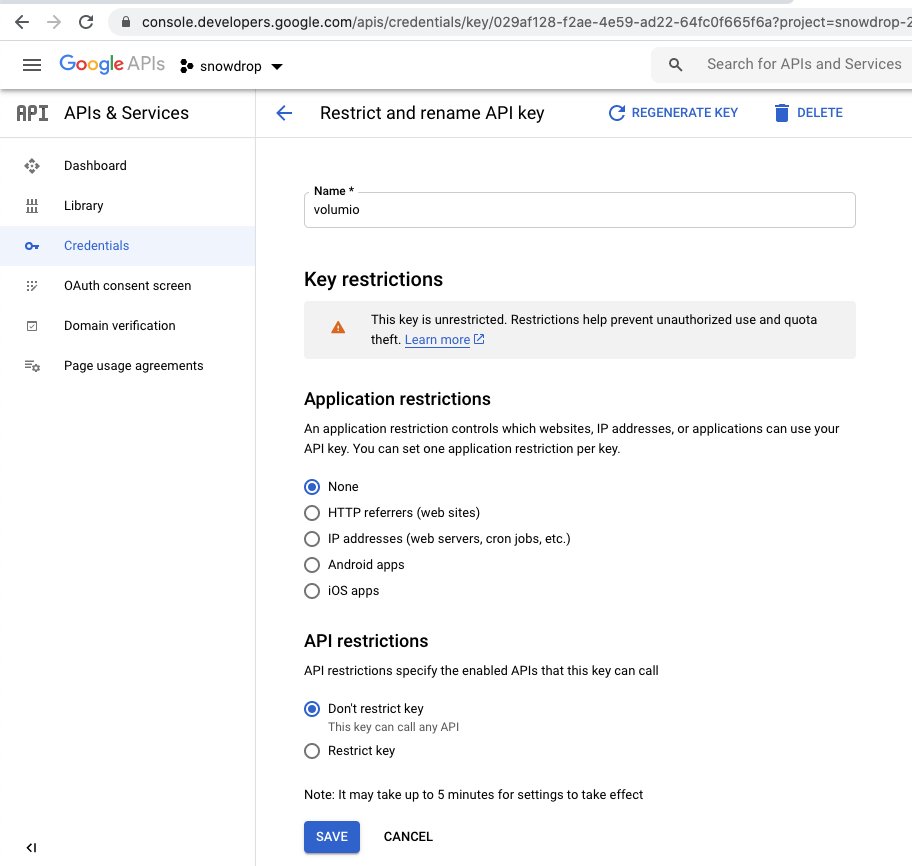 console.developers.google.com/apis/credentials/key/029af128-f2ae-4e59-ad22-64fc0f665f6a?project=snowdrop-2
Google APIs snowdrop Search for APIs and Services
API APIs & Services
Restrict and rename API key REGENERATE KEY DELETE
Dashboard
Library
Credentials
OAuth consent screen
Domain verification
Page usage agreements
Name *
volumio
Key restrictions
This key is unrestricted. Restrictions help prevent unauthorized use and quota
theft. Learn more
Application restrictions
An application restriction controls which websites, IP addresses, or applications can use your
API key. You can set one application restriction per key.
None
HTTP referrers (web sites)
IP addresses (web servers, cron jobs, etc.)
Android apps
iOS apps
API restrictions
API restrictions specify the enabled APIs that this key can call
Don't restrict key
This key can call any API
Restrict key
Note: It may take up to 5 minutes for settings to take effect
SAVE CANCEL